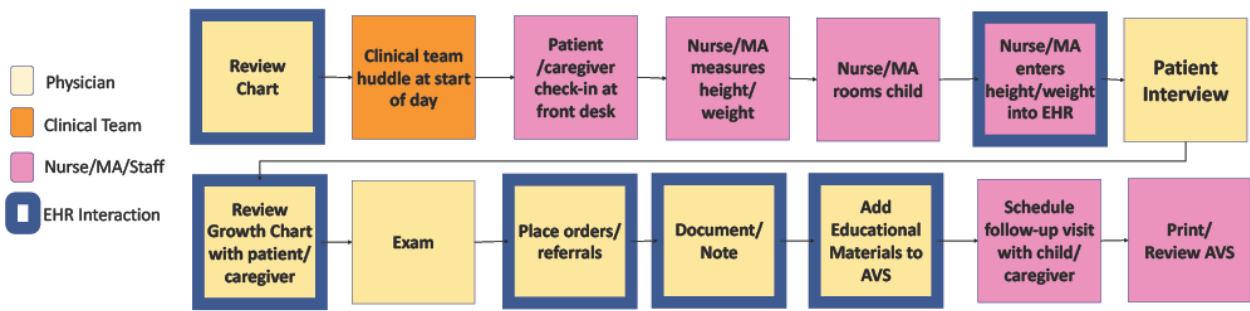 Physician
Clinical Team
Nurse/MA/Staff
EHR Interaction
Review
Chart
Clinical team
huddle at start
of day
Patient
/caregiver
check-in at
front desk
Nurse/MA
measures
height/
weight
Nurse/MA
rooms child
Nurse/MA
enters
height/weight
into EHR
Patient
Interview
Review
Growth Chart
with patient/
caregiver
Exam
Place orders/
referrals
Document/
Note
Add
Educational
Materials to
AVS
Schedule
follow-up visit
with child/
caregiver
Print/
Review AVS